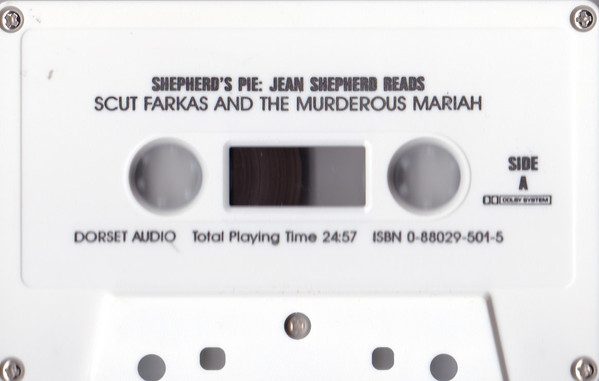 SHEPHERD'S PIE: JEAN SHEPHERD READS
SCUT FARKAS AND THE MURDEROUS MARIAH
SIDE
A
DOLBY SYSTEM
DORSET AUDIO Total Playing Time 24:57 ISBN 0-88029-501-5